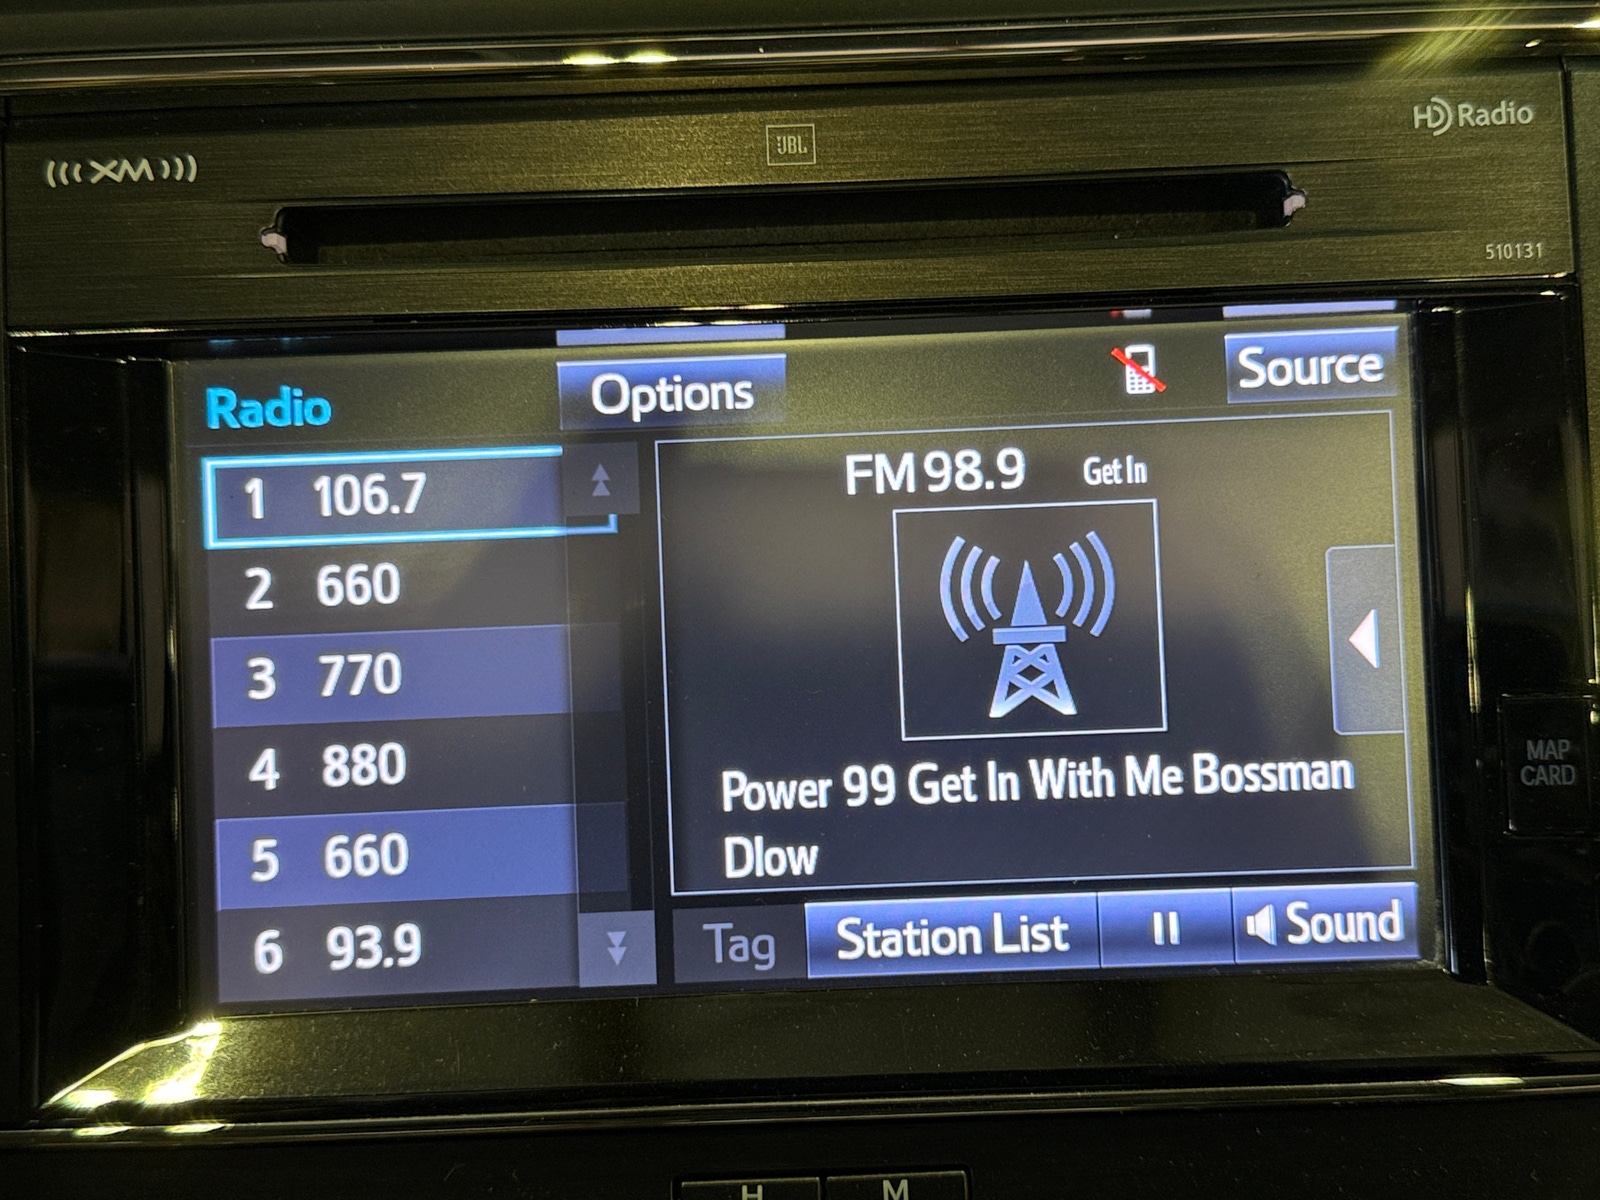 XM
JBL
HD Radio
510131
Radio
Options
Source
1 106.7
2 660
3 770
4 880
5 660
6 93.9
FM 98.9 Get In
Power 99 Get In With Me Bossman
Dlow
Tag
Station List
Sound
MAP
CARD
H
M